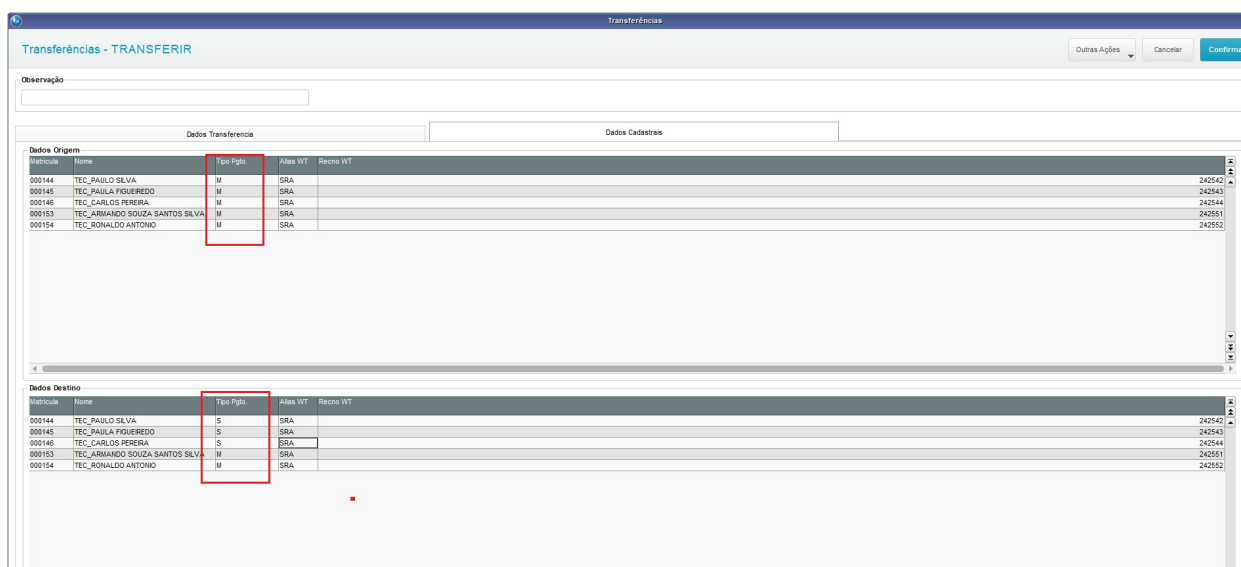 Transferências
Transferências - TRANSFERIR
Outras Ações Cancelar Confirma
Observação
Dados Transferencia Dados Cadastrais
Dados Origem
Matricula Nome Tipo Pgto. Alias WT Recno WT
000144 TEC_PAULO SILVA M SRA 242542
000145 TEC_PAULA FIGUEIREDO M SRA 242543
000146 TEC_CARLOS PEREIRA M SRA 242544
000153 TEC_ARMANDO SOUZA SANTOS SILVA M SRA 242551
000154 TEC_RONALDO ANTONIO M SRA 242552
Dados Destino
Matricula Nome Tipo Pgto. Alias WT Recno WT
000144 TEC_PAULO SILVA S SRA 242542
000145 TEC_PAULA FIGUEIREDO S SRA 242543
000146 TEC_CARLOS PEREIRA S SRA 242544
000153 TEC_ARMANDO SOUZA SANTOS SILVA M SRA 242551
000154 TEC_RONALDO ANTONIO M SRA 242552